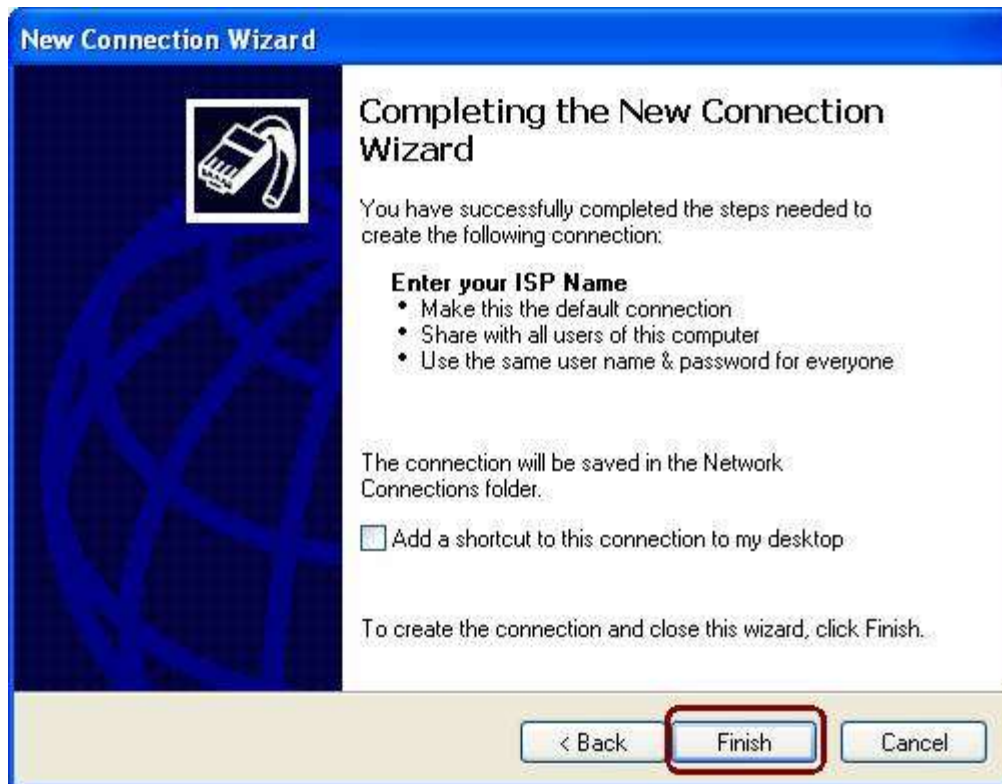 New Connection Wizard
Completing the New Connection
Wizard
You have successfully completed the steps needed to
create the following connection:
Enter your ISP Name
• Make this the default connection
• Share with all users of this computer
• Use the same user name & password for everyone
The connection will be saved in the Network
Connections folder.
Add a shortcut to this connection to my desktop
To create the connection and close this wizard, click Finish.
< Back Finish Cancel